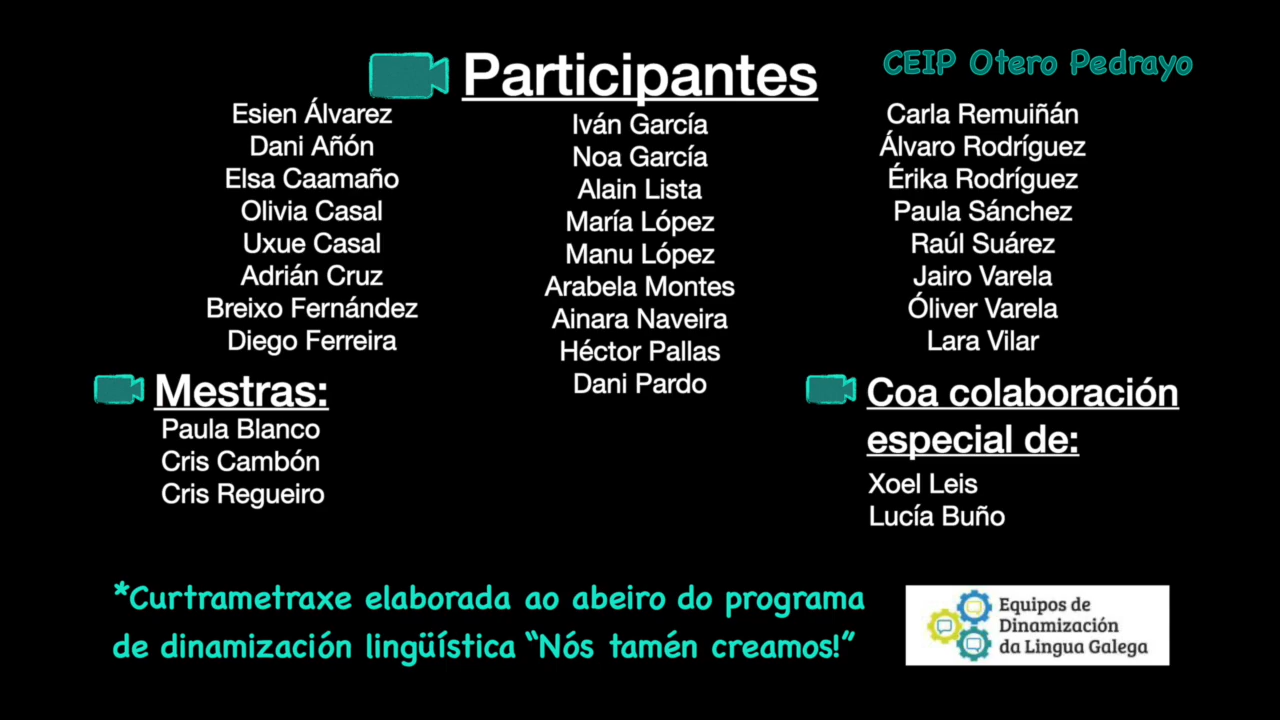 Participantes
CEIP Otero Pedrayo
Esien Álvarez
Dani Añón
Elsa Caamaño
Olivia Casal
Uxue Casal
Adrián Cruz
Breixo Fernández
Diego Ferreira
Iván García
Noa García
Alain Lista
María López
Manu López
Arabela Montes
Ainara Naveira
Héctor Pallas
Dani Pardo
Carla Remuiñán
Álvaro Rodríguez
Érika Rodríguez
Paula Sánchez
Raúl Suárez
Jairo Varela
Óliver Varela
Lara Vilar
Mestras:
Paula Blanco
Cris Cambón
Cris Regueiro
Coa colaboración
especial de:
Xoel Leis
Lucía Buño
*Curtrametraxe elaborada ao abeiro do programa
de dinamización lingüística “Nós tamén creamos!”
Equipos de
Dinamización
da Lingua Galega